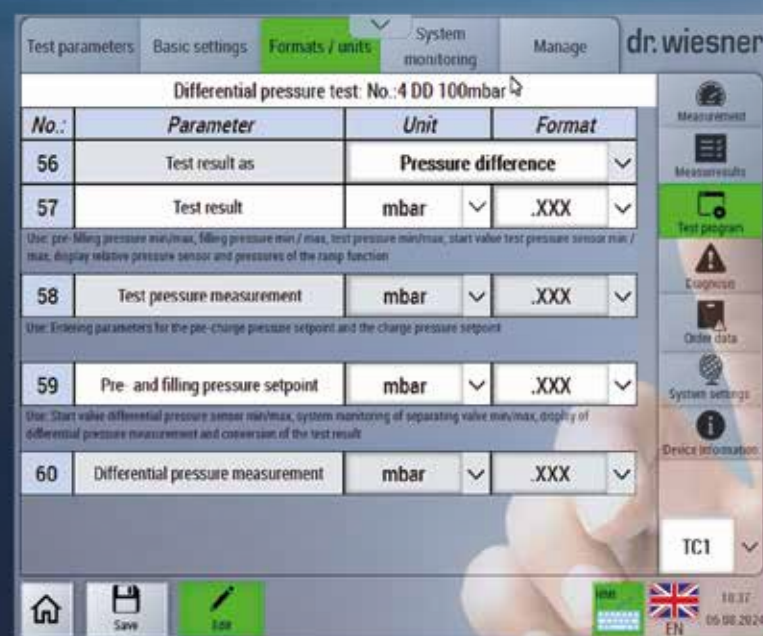 Test parameters
Basic settings
Formats / units
System
monitoring
Manage
dr. wiesner
Differential pressure test: No.:4 DD 100mbar
No.: Parameter Unit Format
56 Test result as Pressure difference
57 Test result mbar .XXX
Use: pre-filling pressure min/max, filling pressure min / max, test pressure min/max, start value test pressure sensor min /
max, display relative pressure sensor and pressures of the ramp function
58 Test pressure measurement mbar .XXX
Use: Entering parameters for the pre-charge pressure setpoint and the charge pressure setpoint
59 Pre- and filling pressure setpoint mbar .XXX
Use: Start value differential pressure sensor min/max, system monitoring of separating valve min/max, display of
differential pressure measurement and conversion of the test result
60 Differential pressure measurement mbar .XXX
Measurement
Measuresults
Test program
Diagnosis
Order data
System settings
Device information
TC1
Save
Edit
EN
10:37
06.08.2024